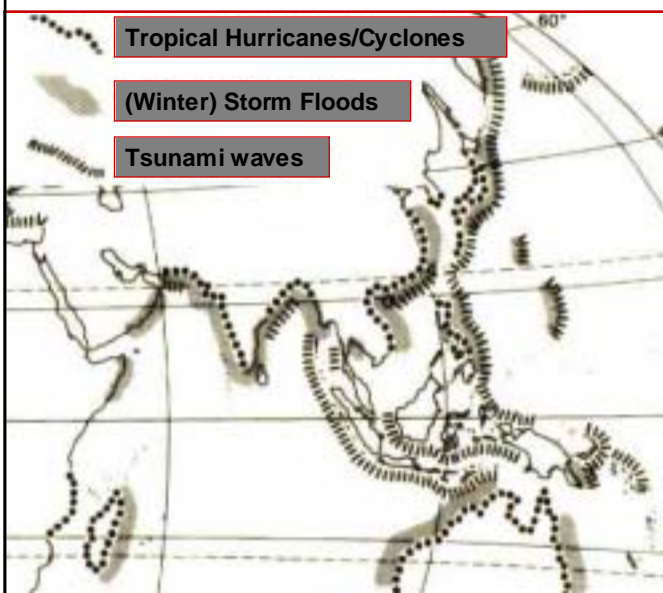 Tropical Hurricanes/Cyclones
60°
(Winter) Storm Floods
Tsunami waves